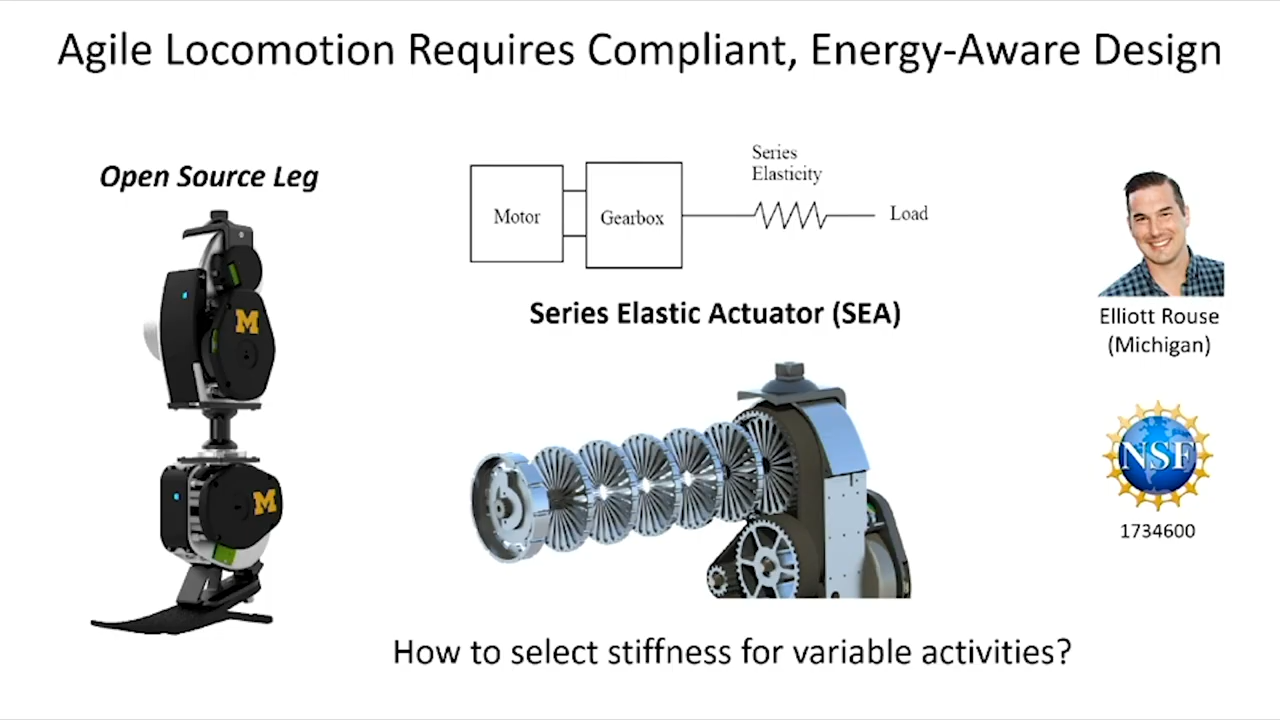 Agile Locomotion Requires Compliant, Energy-Aware Design
Open Source Leg
M
M
Motor
Gearbox
Series
Elasticity
Load
Series Elastic Actuator (SEA)
Elliott Rouse
(Michigan)
NSF
1734600
How to select stiffness for variable activities?